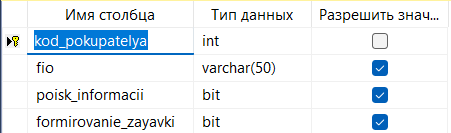 Имя столбца Тип данных Разрешить знач...
kod_pokupatelya int
fio varchar(50)
poisk_informacii bit
formirovanie_zayavki bit